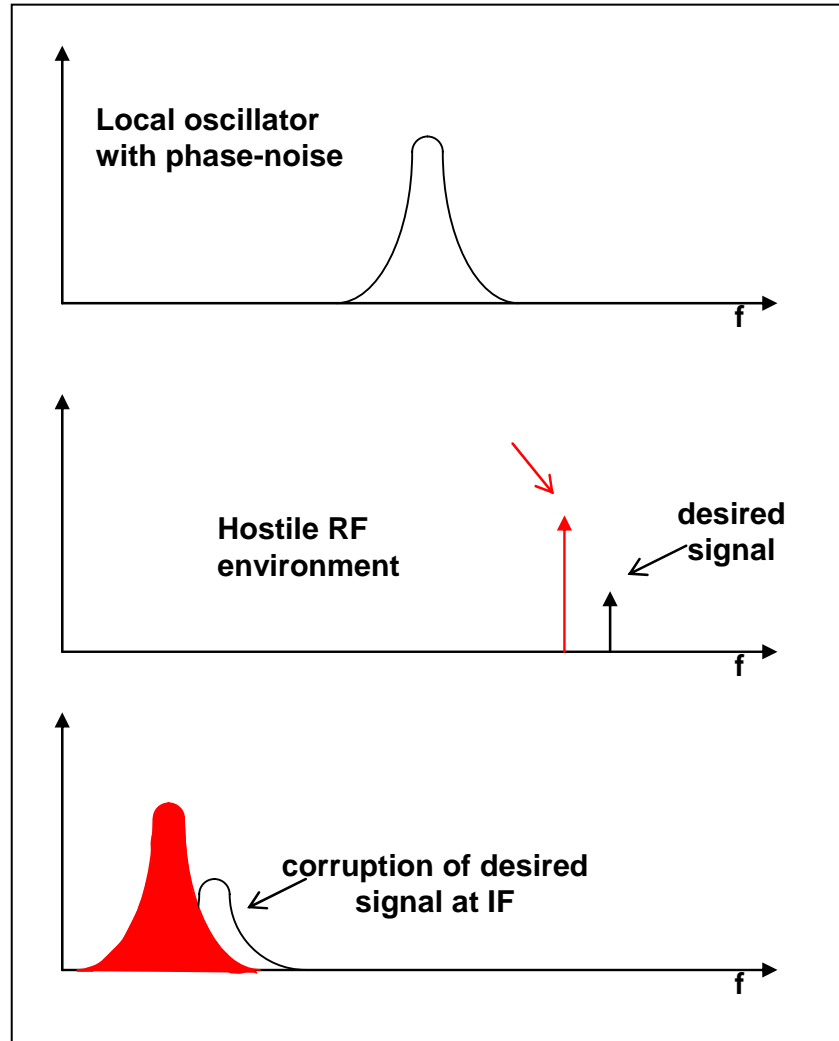 Local oscillator
with phase-noise
f
Hostile RF
environment
desired
signal
f
corruption of desired
signal at IF
f